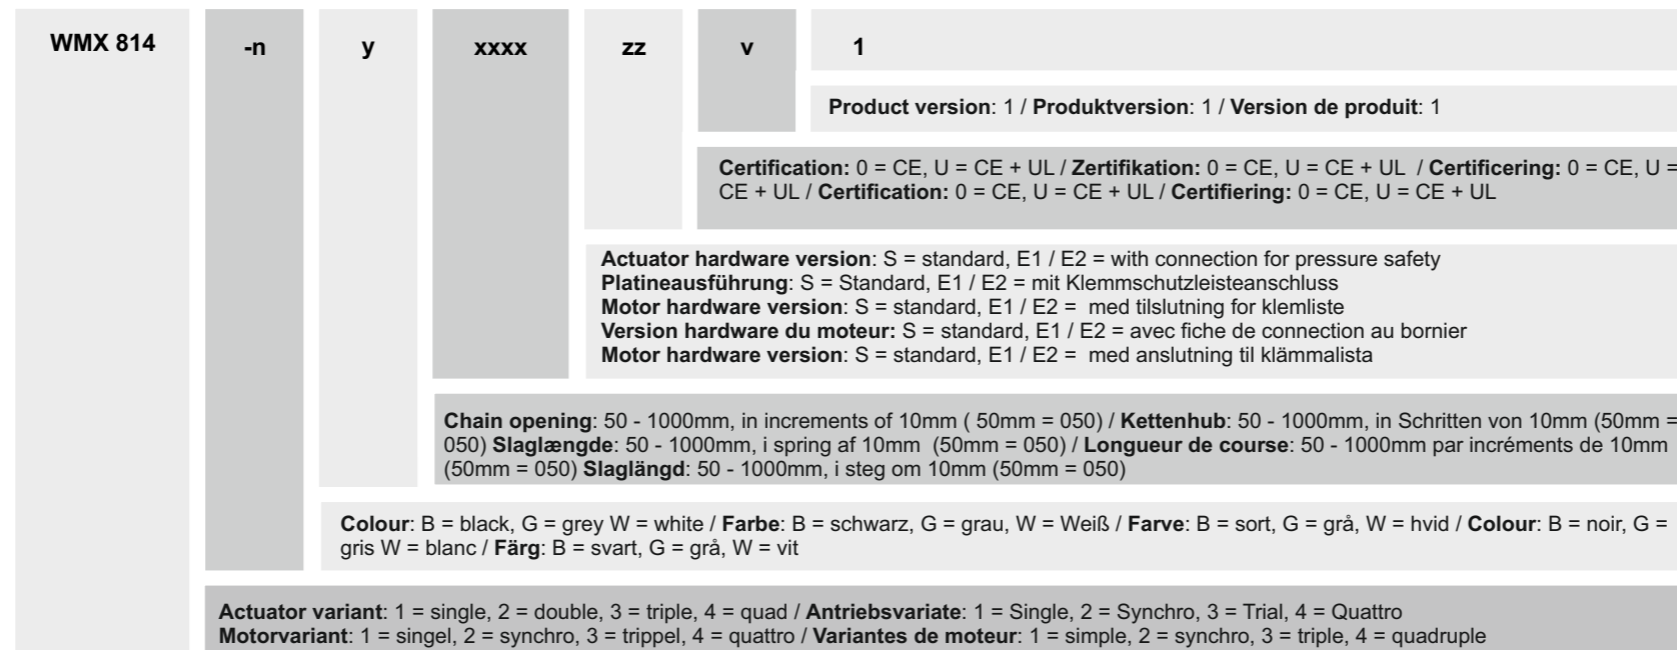 WMX 814 -n y xxxx zz v 1
Product version: 1 / Produktversion: 1 / Version de produit: 1
Certification: 0 = CE, U = CE + UL / Zertifikation: 0 = CE, U = CE + UL / Certificering: 0 = CE, U =
CE + UL / Certification: 0 = CE, U = CE + UL / Certifiering: 0 = CE, U = CE + UL
Actuator hardware version: S = standard, E1 / E2 = with connection for pressure safety
Platineausführung: S = Standard, E1 / E2 = mit Klemmschutzleisteanschluss
Motor hardware version: S = standard, E1 / E2 = med tilslutning for klemliste
Version hardware du moteur: S = standard, E1 / E2 = avec fiche de connection au bornier
Motor hardware version: S = standard, E1 / E2 = med anslutning til klämmalista
Chain opening: 50 - 1000mm, in increments of 10mm ( 50mm = 050) / Kettenhub: 50 - 1000mm, in Schritten von 10mm (50mm =
050) Slaglængde: 50 - 1000mm, i spring af 10mm (50mm = 050) / Longueur de course: 50 - 1000mm par incréments de 10mm
(50mm = 050) Slaglängd: 50 - 1000mm, i steg om 10mm (50mm = 050)
Colour: B = black, G = grey W = white / Farbe: B = schwarz, G = grau, W = Weiß / Farve: B = sort, G = grå, W = hvid / Colour: B = noir, G =
gris W = blanc / Färg: B = svart, G = grå, W = vit
Actuator variant: 1 = single, 2 = double, 3 = triple, 4 = quad / Antriebsvariate: 1 = Single, 2 = Synchro, 3 = Trial, 4 = Quattro
Motorvariant: 1 = singel, 2 = synchro, 3 = trippel, 4 = quattro / Variantes de moteur: 1 = simple, 2 = synchro, 3 = triple, 4 = quadruple